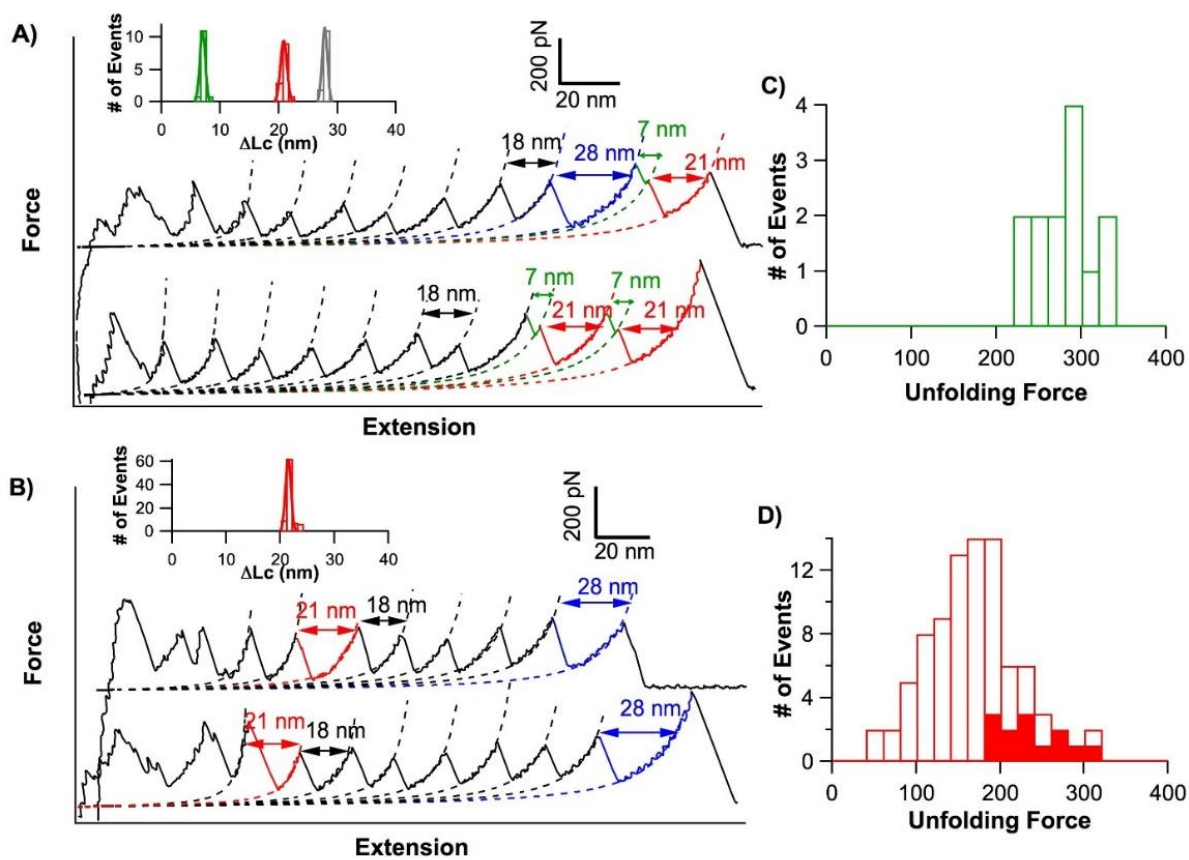 A)
# of Events
10
5
0
0 10 20 30 40
ΔLc (nm)
200 pN
20 nm
Force
18 nm
28 nm
7 nm
21 nm
18 nm
7 nm
21 nm
7 nm
21 nm
Extension
C)
# of Events
4
3
2
1
0
0 100 200 300 400
Unfolding Force
B)
# of Events
60
40
20
0
0 10 20 30 40
ΔLc (nm)
200 pN
20 nm
Force
21 nm
18 nm
28 nm
21 nm
18 nm
28 nm
Extension
D)
# of Events
12
8
4
0
0 100 200 300 400
Unfolding Force